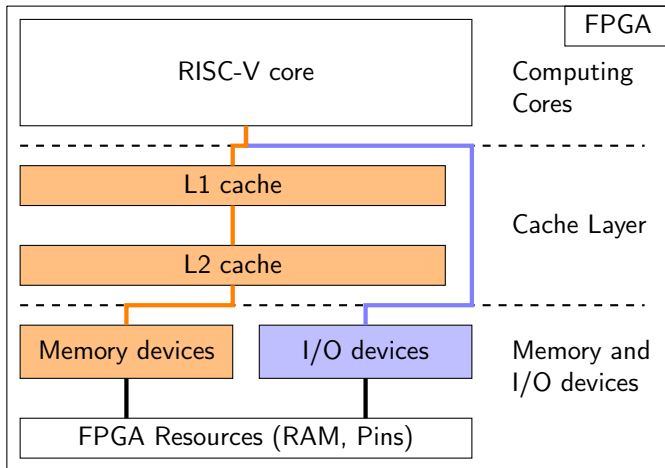 FPGA
RISC-V core
Computing
Cores
L1 cache
Cache Layer
L2 cache
Memory devices
I/O devices
Memory and
I/O devices
FPGA Resources (RAM, Pins)